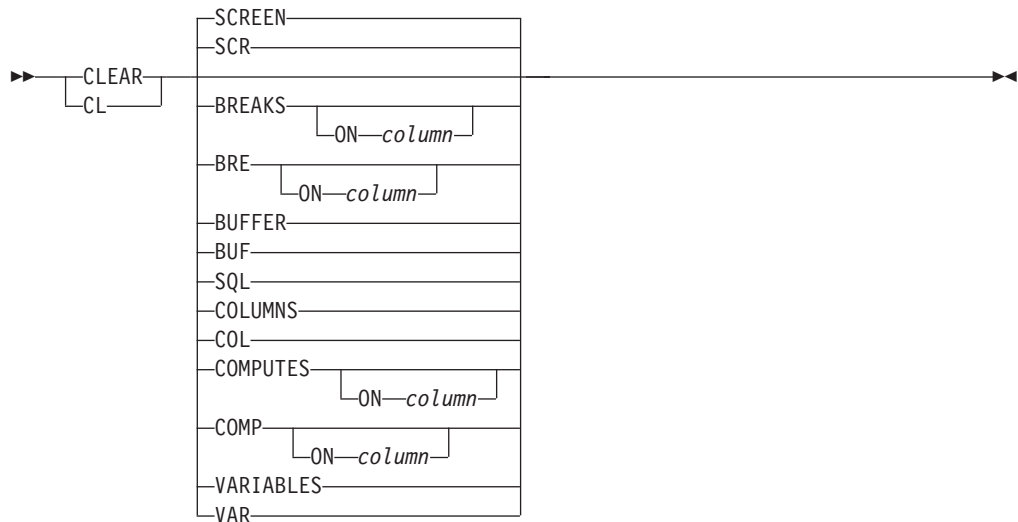 SCREEN
SCR
CLEAR
CL
BREAKS
ON column
BRE
ON column
BUFFER
BUF
SQL
COLUMNS
COL
COMPUTES
ON column
COMP
ON column
VARIABLES
VAR